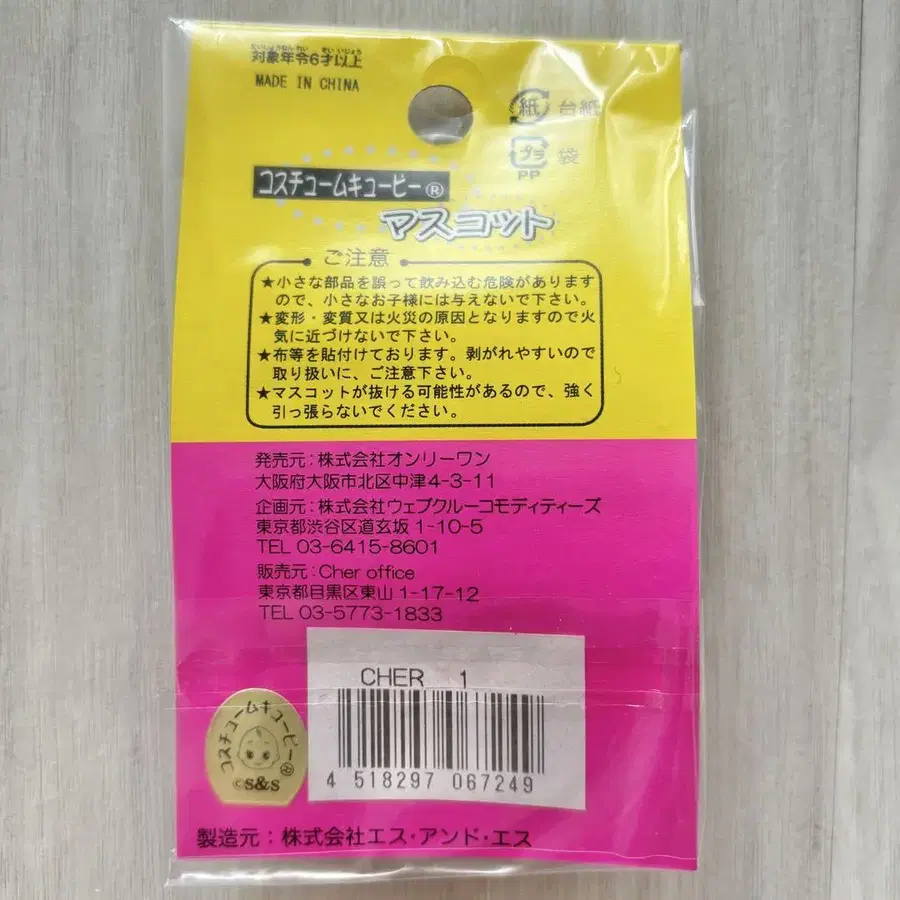 たいしょうねんれい さい いじょう
対象年令6才以上
MADE IN CHINA
紙 台紙
プラ 袋
PP
コスチュームキューピー®
マスコット
ご注意
★小さな部品を誤って飲み込む危険があります
ので、小さなお子様には与えないで下さい。
★変形・変質又は火災の原因となりますので火
気に近づけないで下さい。
★布等を貼付けております。剥がれやすいので
取り扱いに、ご注意下さい。
★マスコットが抜ける可能性があるので、強く
引っ張らないでください。
発売元:株式会社オンリーワン
大阪府大阪市北区中津4-3-11
企画元:株式会社ウェブクルーコモディティーズ
東京都渋谷区道玄坂1-10-5
TEL 03-6415-8601
販売元:Cher office
東京都目黒区東山1-17-12
TEL 03-5773-1833
CHER 1
4 518297 067249
コスチュームキューピー®
©S&S
製造元:株式会社エス・アンド・エス